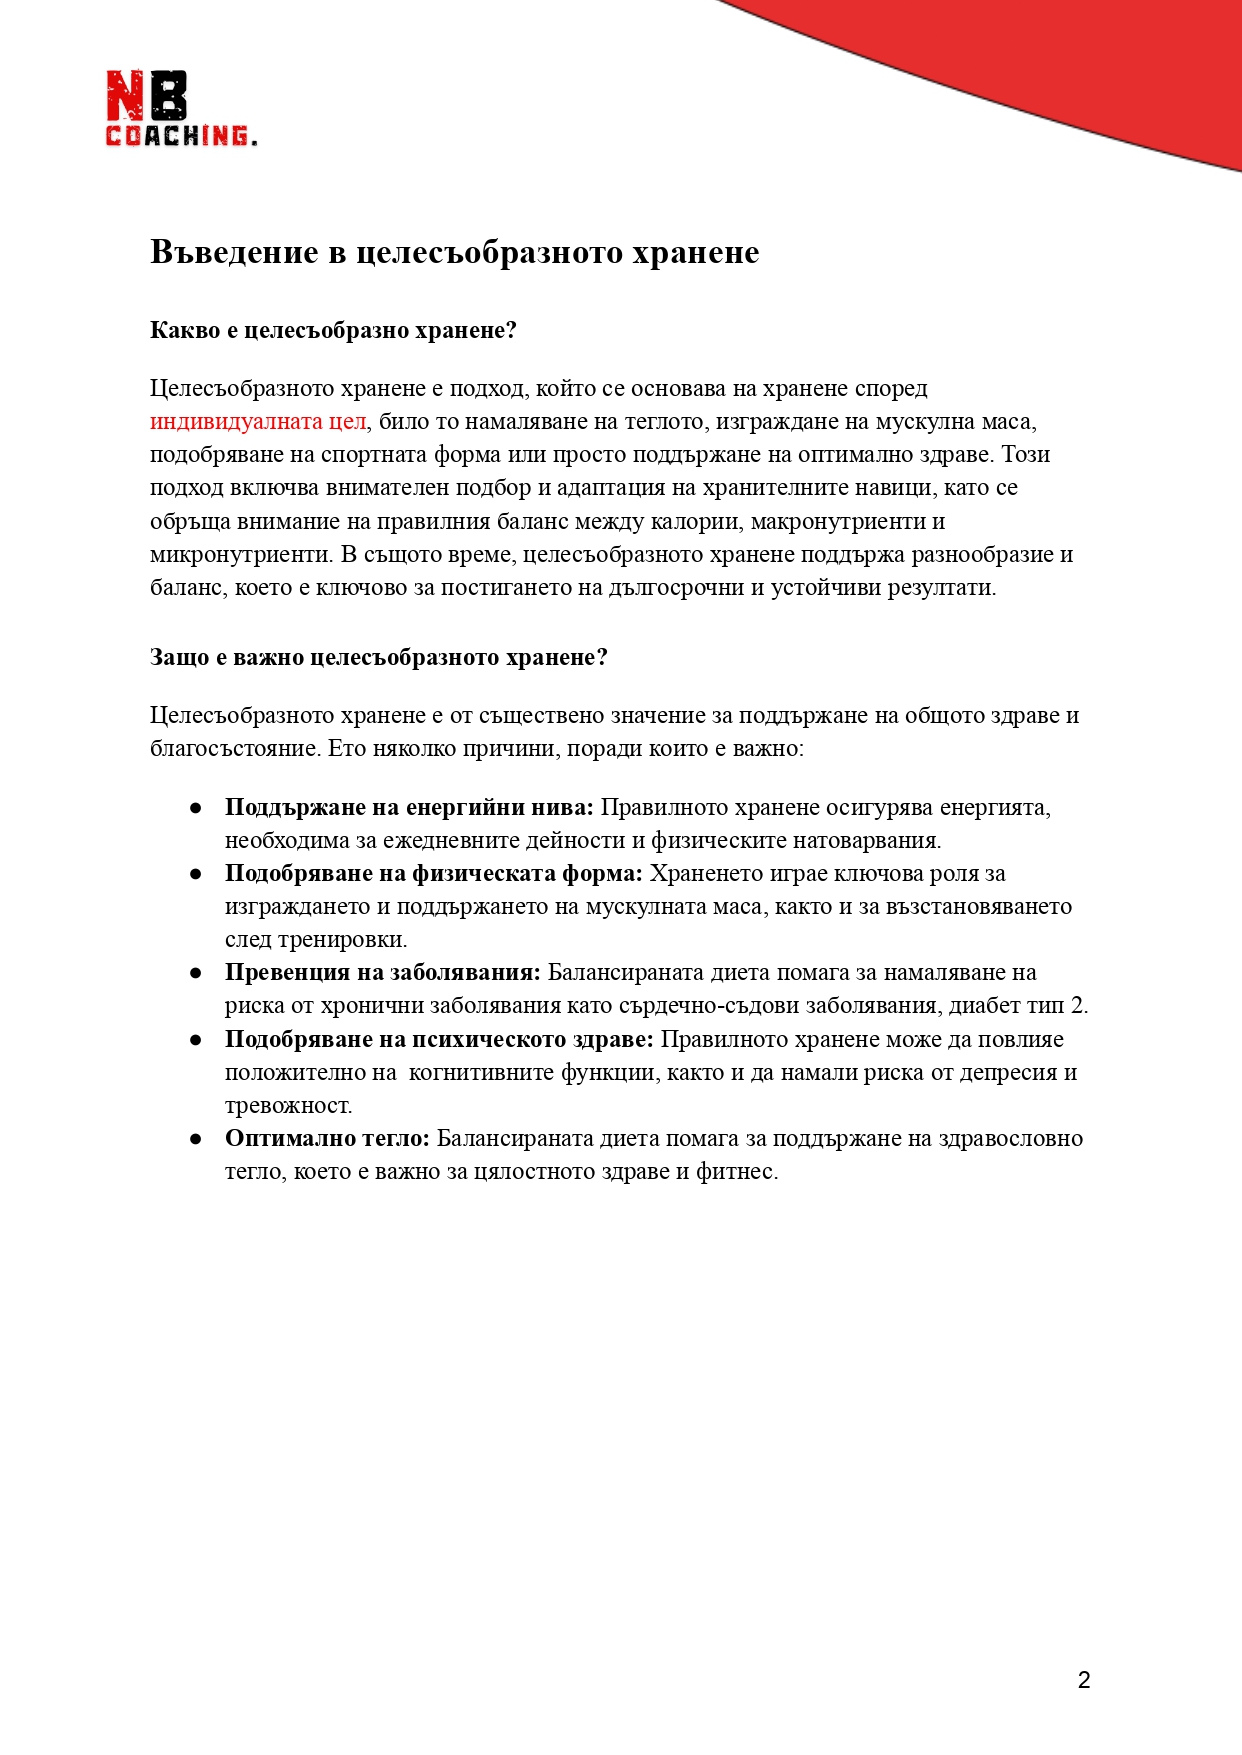 NB
COACHING.
Въведение в целесъобразното хранене
Какво е целесъобразно хранене?
Целесъобразното хранене е подход, който се основава на хранене според
индивидуалната цел, било то намаляване на теглото, изграждане на мускулна маса,
подобряване на спортната форма или просто поддържане на оптимално здраве. Този
подход включва внимателен подбор и адаптация на хранителните навици, като се
обръща внимание на правилния баланс между калории, макронутриенти и
микронутриенти. В същото време, целесъобразното хранене поддържа разнообразие и
баланс, което е ключово за постигането на дългосрочни и устойчиви резултати.
Защо е важно целесъобразното хранене?
Целесъобразното хранене е от съществено значение за поддържане на общото здраве и
благосъстояние. Ето няколко причини, поради които е важно:
● Поддържане на енергийни нива: Правилното хранене осигурява енергията,
необходима за ежедневните дейности и физическите натоварвания.
● Подобряване на физическата форма: Храненето играе ключова роля за
изграждането и поддържането на мускулната маса, както и за възстановяването
след тренировки.
● Превенция на заболявания: Балансираната диета помага за намаляване на
риска от хронични заболявания като сърдечно-съдови заболявания, диабет тип 2.
● Подобряване на психическото здраве: Правилното хранене може да повлияе
положително на  когнитивните функции, както и да намали риска от депресия и
тревожност.
● Оптимално тегло: Балансираната диета помага за поддържане на здравословно
тегло, което е важно за цялостното здраве и фитнес.
2